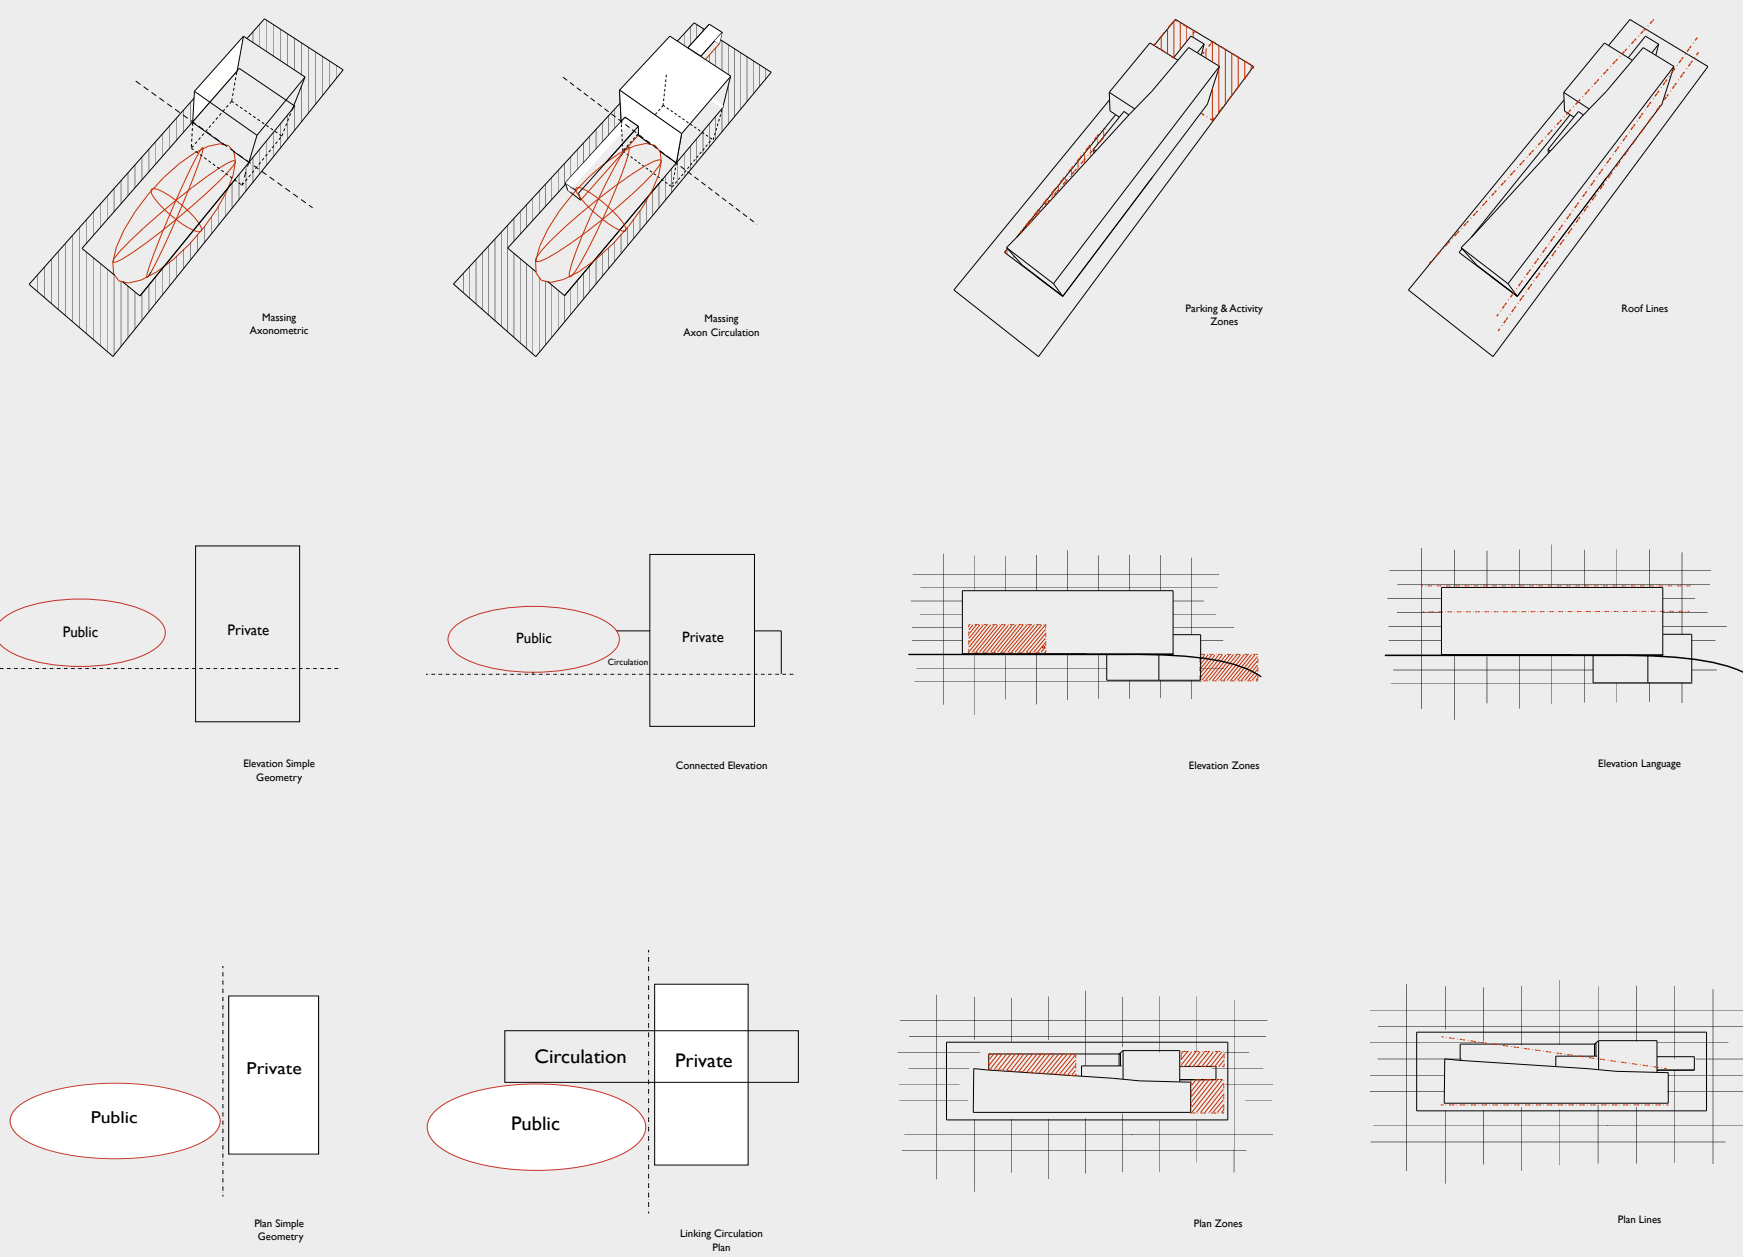 Massing
Axonometric
Massing
Axon Circulation
Parking & Activity
Zones
Roof Lines
Public
Private
Elevation Simple
Geometry
Public
Circulation
Private
Connected Elevation
Elevation Zones
Elevation Language
Public
Private
Plan Simple
Geometry
Circulation
Private
Public
Linking Circulation
Plan
Plan Zones
Plan Lines